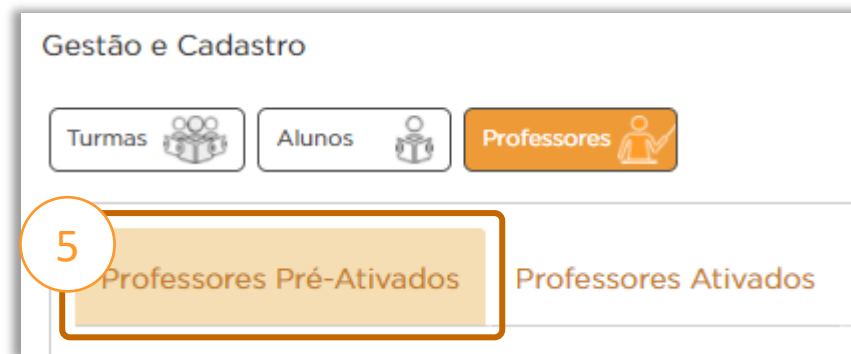 Gestão e Cadastro
Turmas Alunos Professores
5
Professores Pré-Ativados Professores Ativados